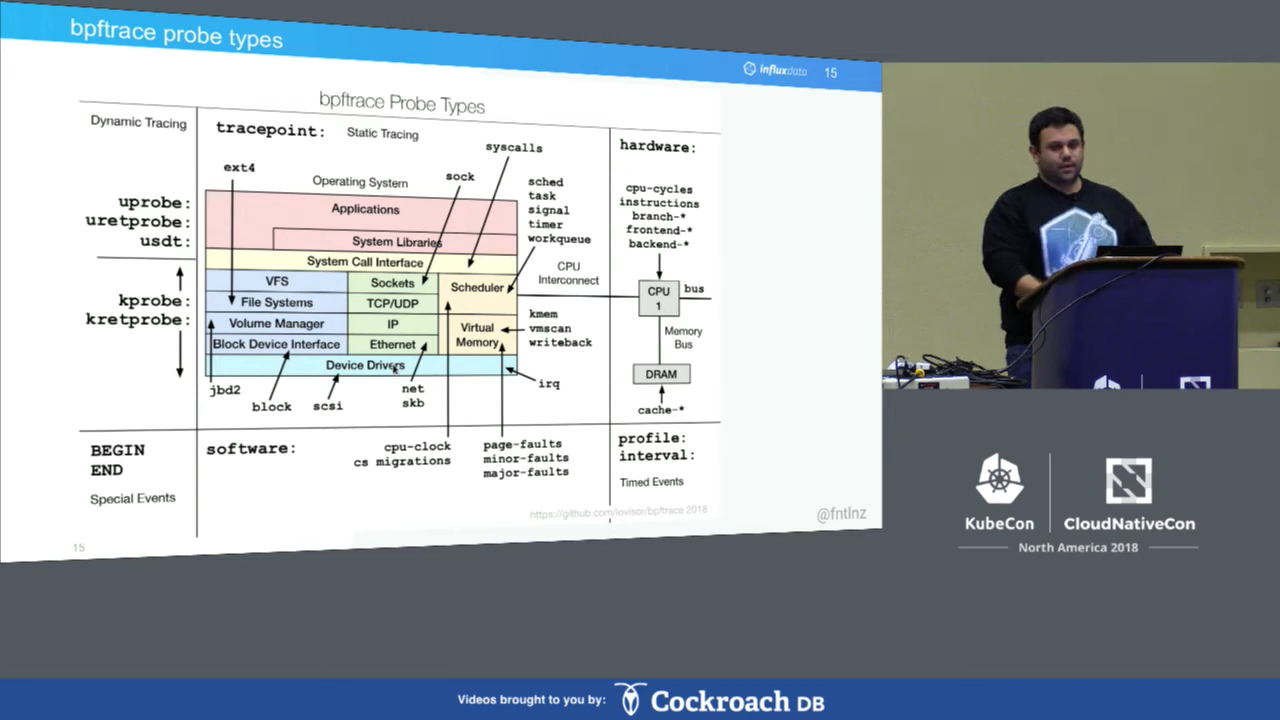 bpftrace probe types
influxdata 15
bpftrace Probe Types
Dynamic Tracing
tracepoint: Static Tracing
hardware:
syscalls
ext4
Operating System
sock
sched
task
signal
timer
workqueue
cpu-cycles
instructions
branch-*
frontend-*
backend-*
uprobe:
uretprobe:
usdt:
Applications
System Libraries
System Call Interface
VFS
Sockets
Scheduler
CPU
Interconnect
CPU
1
bus
kprobe:
kretprobe:
File Systems
TCP/UDP
Volume Manager
IP
Virtual
Memory
kmem
vmscan
writeback
Memory
Bus
Block Device Interface
Ethernet
Device Drivers
DRAM
jbd2
block
scsi
net
skb
irq
cache-*
BEGIN
END
Special Events
software:
cpu-clock
cs migrations
page-faults
minor-faults
major-faults
profile:
interval:
Timed Events
https://github.com/iovisor/bpftrace 2018
@fntlnz
15
KubeCon
CloudNativeCon
North America 2018
Videos brought to you by:
Cockroach DB